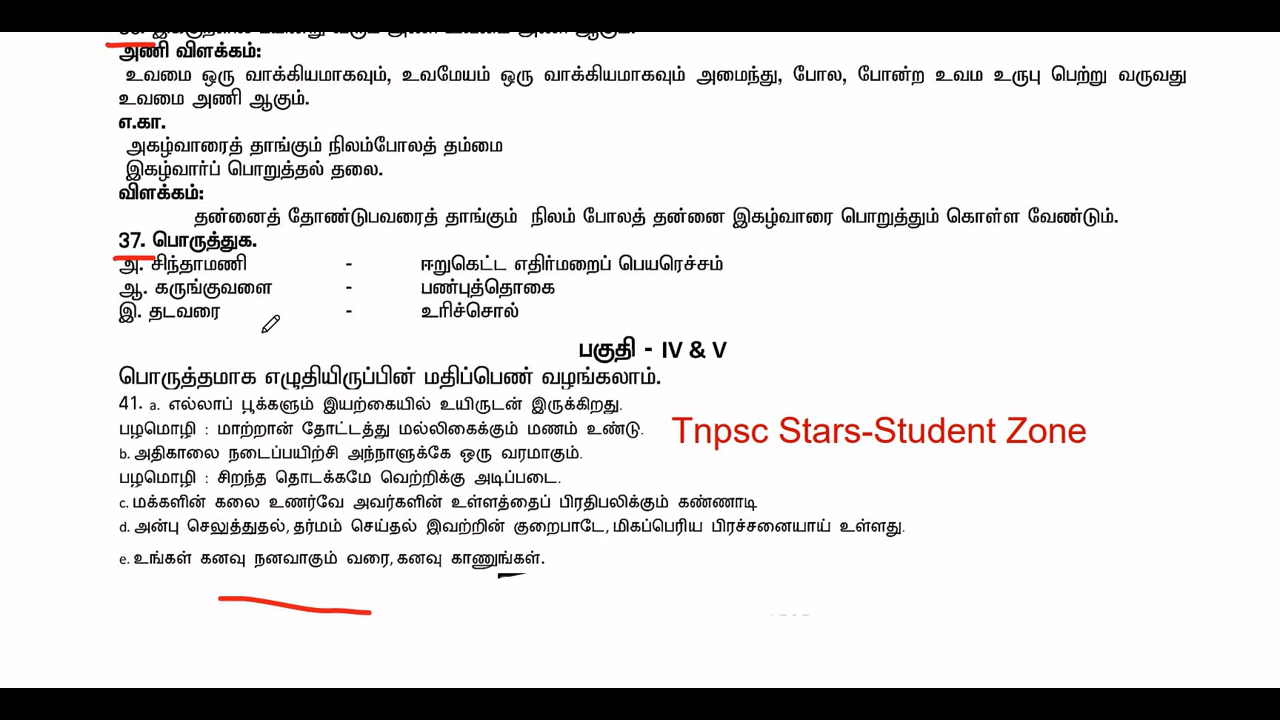 அணி விளக்கம்:
உவமை ஒரு வாக்கியமாகவும், உவமேயம் ஒரு வாக்கியமாகவும் அமைந்து, போல, போன்ற உவம உருபு பெற்று வருவது
உவமை அணி ஆகும்.
எ.கா.
அகழ்வாரைத் தாங்கும் நிலம்போலத் தம்மை
இகழ்வார்ப் பொறுத்தல் தலை.
விளக்கம்:
தன்னைத் தோண்டுபவரைத் தாங்கும் நிலம் போலத் தன்னை இகழ்வாரை பொறுத்தும் கொள்ள வேண்டும்.
37. பொருத்துக.
அ. சிந்தாமணி - ஈறுகெட்ட எதிர்மறைப் பெயரெச்சம்
ஆ. கருங்குவளை - பண்புத்தொகை
இ. தடவரை - உரிச்சொல்
பகுதி - IV & V
பொருத்தமாக எழுதியிருப்பின் மதிப்பெண் வழங்கலாம்.
41. a. எல்லாப் பூக்களும் இயற்கையில் உயிருடன் இருக்கிறது.
பழமொழி : மாற்றான் தோட்டத்து மல்லிகைக்கும் மணம் உண்டு.
Tnpsc Stars-Student Zone
b. அதிகாலை நடைப்பயிற்சி அந்நாளுக்கே ஒரு வரமாகும்.
பழமொழி : சிறந்த தொடக்கமே வெற்றிக்கு அடிப்படை.
c. மக்களின் கலை உணர்வே அவர்களின் உள்ளத்தைப் பிரதிபலிக்கும் கண்ணாடி
d. அன்பு செலுத்துதல், தர்மம் செய்தல் இவற்றின் குறைபாடே, மிகப்பெரிய பிரச்சனையாய் உள்ளது.
e. உங்கள் கனவு நனவாகும் வரை, கனவு காணுங்கள்.